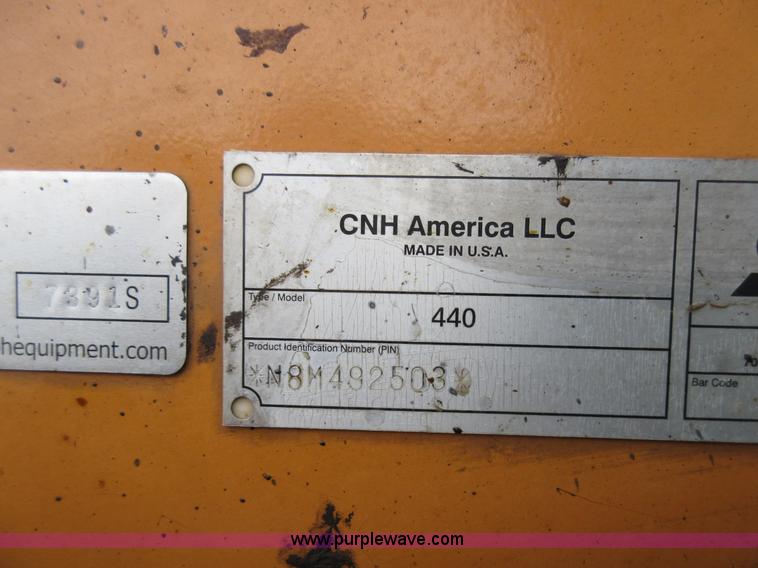 7391S
hequipment.com
CNH America LLC
MADE IN U.S.A.
Type / Model
440
Product Identification Number (PIN)
*N8M492503*
70
Bar Code
www.purplewave.com